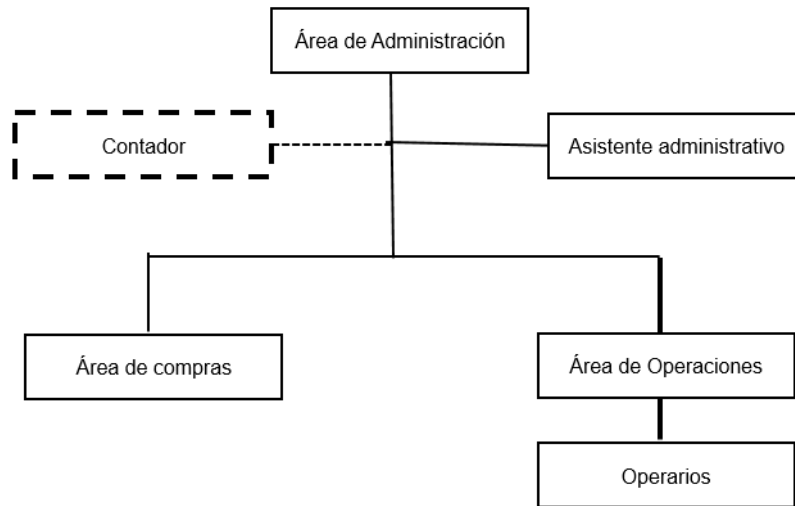 Área de Administración
Contador
Asistente administrativo
Área de compras
Área de Operaciones
Operarios